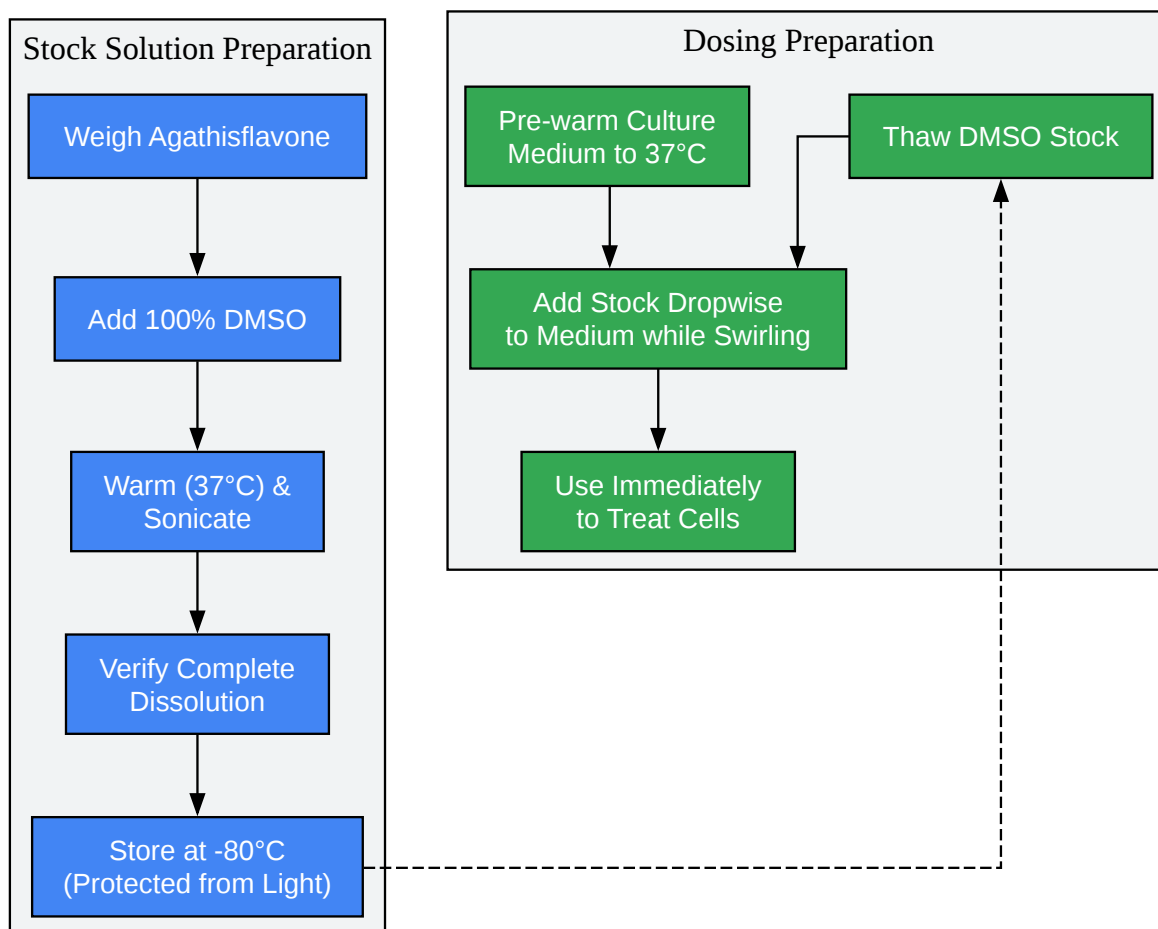 Stock Solution Preparation
Weigh Agathisflavone
Add 100% DMSO
Warm (37°C) &
Sonicate
Verify Complete
Dissolution
Store at -80°C
(Protected from Light)
Dosing Preparation
Pre-warm Culture
Medium to 37°C
Thaw DMSO Stock
Add Stock Dropwise
to Medium while Swirling
Use Immediately
to Treat Cells